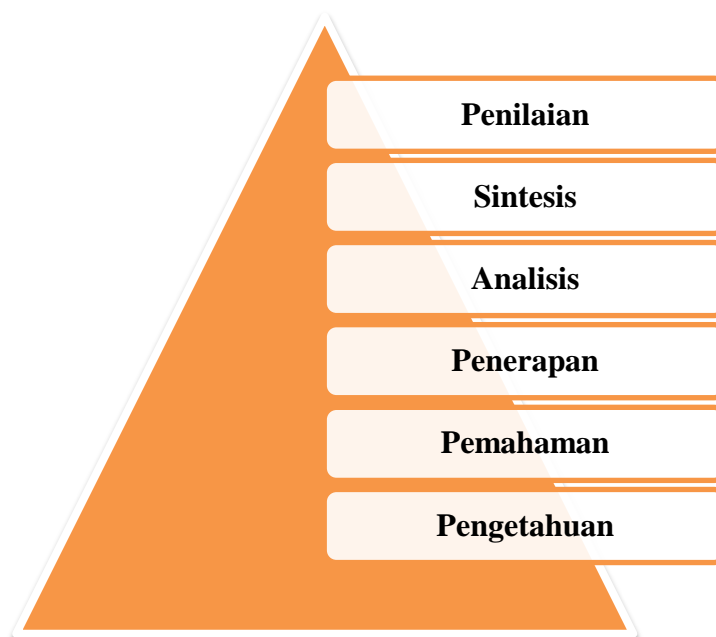 Penilaian
Sintesis
Analisis
Penerapan
Pemahaman
Pengetahuan